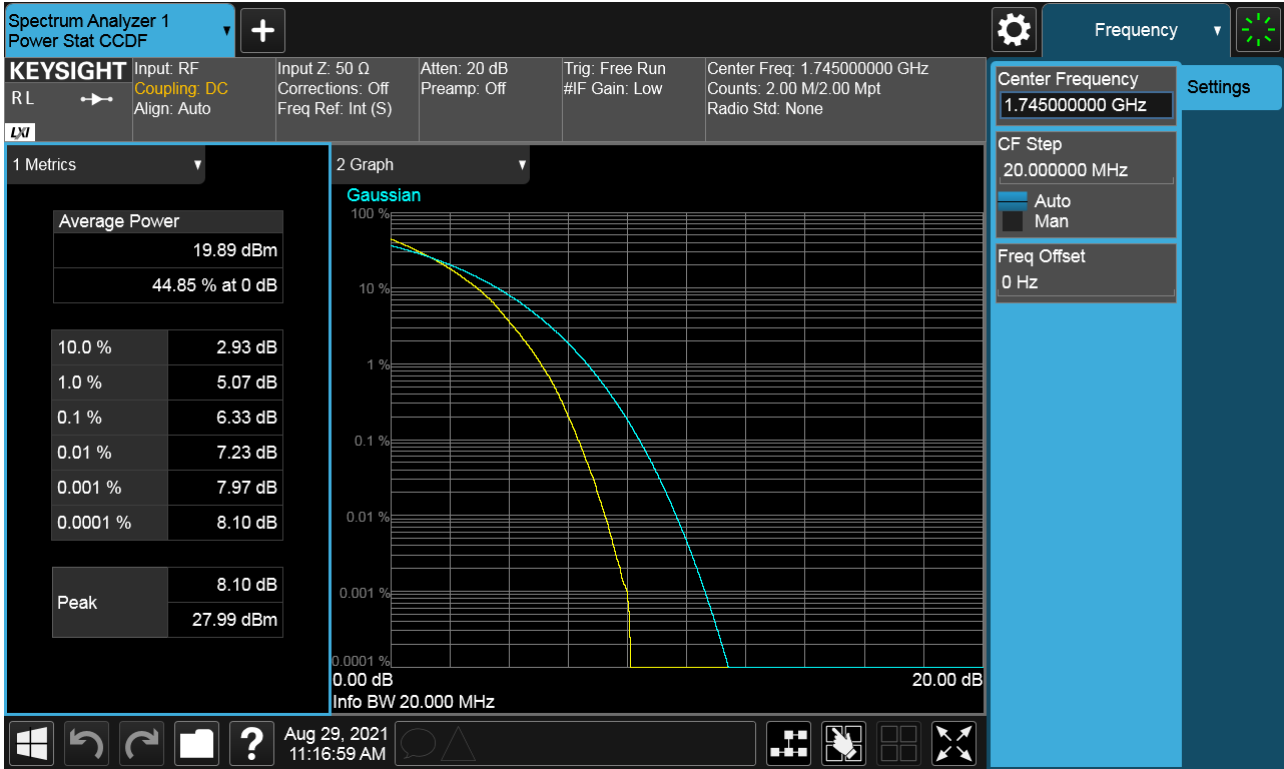 Spectrum Analyzer 1
Power Stat CCDF
+
Frequency
KEYSIGHT
R L
LXI
Input: RF
Coupling: DC
Align: Auto
Input Z: 50 Ω
Corrections: Off
Freq Ref: Int (S)
Atten: 20 dB
Preamp: Off
Trig: Free Run
#IF Gain: Low
Center Freq: 1.745000000 GHz
Counts: 2.00 M/2.00 Mpt
Radio Std: None
Center Frequency
1.745000000 GHz
Settings
CF Step
20.000000 MHz
Auto
Man
Freq Offset
0 Hz
1 Metrics
Average Power
19.89 dBm
44.85 % at 0 dB
10.0 % 2.93 dB
1.0 % 5.07 dB
0.1 % 6.33 dB
0.01 % 7.23 dB
0.001 % 7.97 dB
0.0001 % 8.10 dB
Peak
8.10 dB
27.99 dBm
2 Graph
Gaussian
100 %
10 %
1 %
0.1 %
0.01 %
0.001 %
0.0001 %
0.00 dB 20.00 dB
Info BW 20.000 MHz
?
Aug 29, 2021
11:16:59 AM